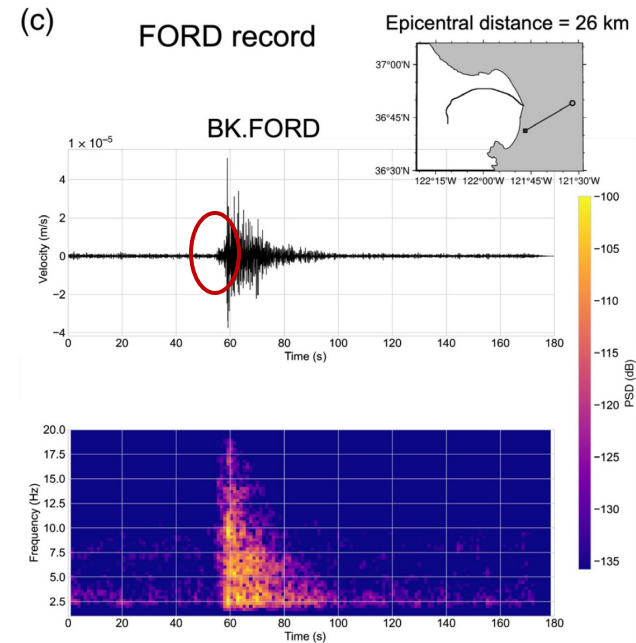 (c)
FORD record
Epicentral distance = 26 km
37°00'N
36°45'N
36°30'N
122°15'W 122°00'W 121°45'W 121°30'W
BK.FORD
1 × 10⁻⁵
4
2
0
−2
−4
Velocity (m/s)
0 20 40 60 80 100 120 140 160 180
Time (s)
−100
−105
−110
−115
−120
−125
−130
−135
PSD (dB)
20.0
17.5
15.0
12.5
10.0
7.5
5.0
2.5
Frequency (Hz)
0 20 40 60 80 100 120 140 160 180
Time (s)